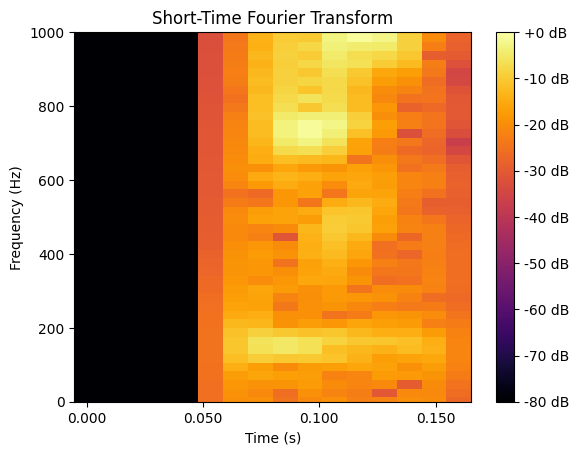 Short-Time Fourier Transform
1000
800
600
400
200
0
Frequency (Hz)
0.000
0.050
0.100
0.150
Time (s)
+0 dB
-10 dB
-20 dB
-30 dB
-40 dB
-50 dB
-60 dB
-70 dB
-80 dB